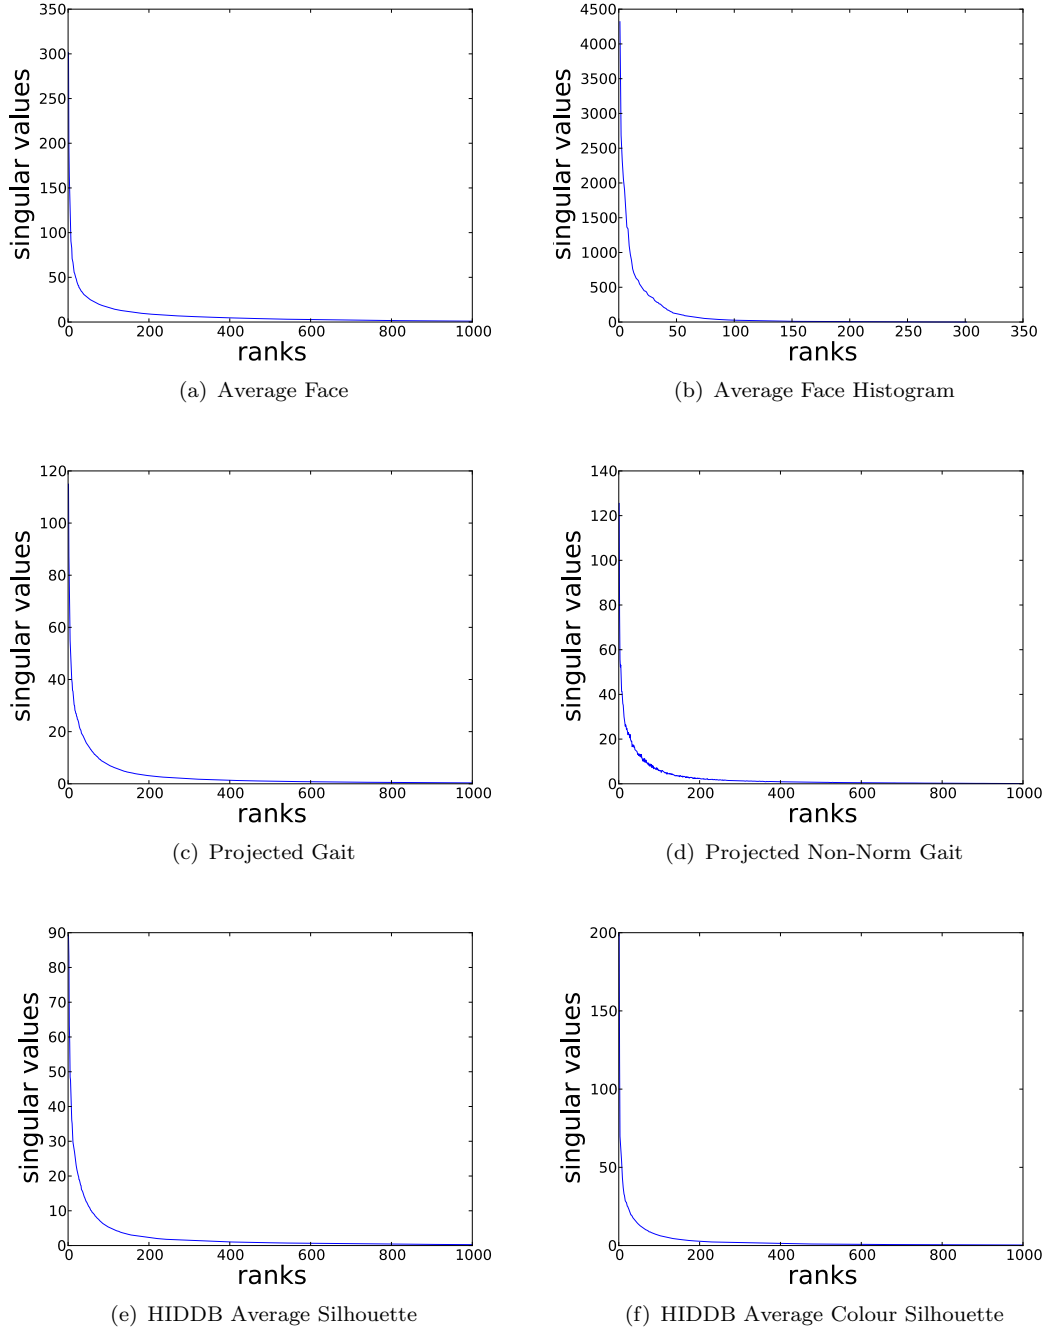 350
300
250
200
150
100
50
0
singular values
0 200 400 600 800 1000
ranks
(a) Average Face
4500
4000
3500
3000
2500
2000
1500
1000
500
0
singular values
0 50 100 150 200 250 300 350
ranks
(b) Average Face Histogram
120
100
80
60
40
20
0
singular values
0 200 400 600 800 1000
ranks
(c) Projected Gait
140
120
100
80
60
40
20
0
singular values
0 200 400 600 800 1000
ranks
(d) Projected Non-Norm Gait
90
80
70
60
50
40
30
20
10
0
singular values
0 200 400 600 800 1000
ranks
(e) HIDDB Average Silhouette
200
150
100
50
0
singular values
0 200 400 600 800 1000
ranks
(f) HIDDB Average Colour Silhouette